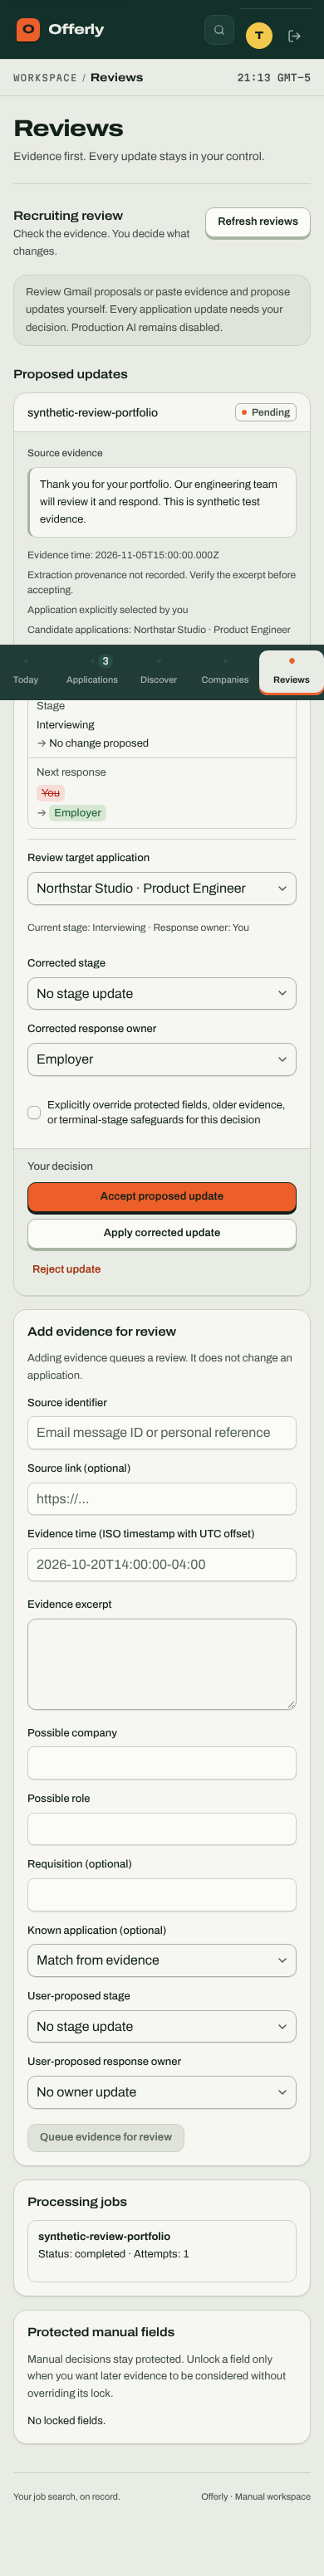 Offerly
T
WORKSPACE / Reviews
21:13 GMT-5
Reviews
Evidence first. Every update stays in your control.
Recruiting review
Check the evidence. You decide what
changes.
Refresh reviews
Review Gmail proposals or paste evidence and propose
updates yourself. Every application update needs your
decision. Production AI remains disabled.
Proposed updates
synthetic-review-portfolio
Pending
Source evidence
Thank you for your portfolio. Our engineering team
will review it and respond. This is synthetic test
evidence.
Evidence time: 2026-11-05T15:00:00.000Z
Extraction provenance not recorded. Verify the excerpt before
accepting.
Application explicitly selected by you
Candidate applications: Northstar Studio · Product Engineer
Today
3
Applications
Discover
Companies
Reviews
Stage
Interviewing
→ No change proposed
Next response
You
→ Employer
Review target application
Northstar Studio · Product Engineer
Current stage: Interviewing · Response owner: You
Corrected stage
No stage update
Corrected response owner
Employer
Explicitly override protected fields, older evidence,
or terminal-stage safeguards for this decision
Your decision
Accept proposed update
Apply corrected update
Reject update
Add evidence for review
Adding evidence queues a review. It does not change an
application.
Source identifier
Email message ID or personal reference
Source link (optional)
https://...
Evidence time (ISO timestamp with UTC offset)
2026-10-20T14:00:00-04:00
Evidence excerpt
Possible company
Possible role
Requisition (optional)
Known application (optional)
Match from evidence
User-proposed stage
No stage update
User-proposed response owner
No owner update
Queue evidence for review
Processing jobs
synthetic-review-portfolio
Status: completed · Attempts: 1
Protected manual fields
Manual decisions stay protected. Unlock a field only
when you want later evidence to be considered without
overriding its lock.
No locked fields.
Your job search, on record.
Offerly · Manual workspace